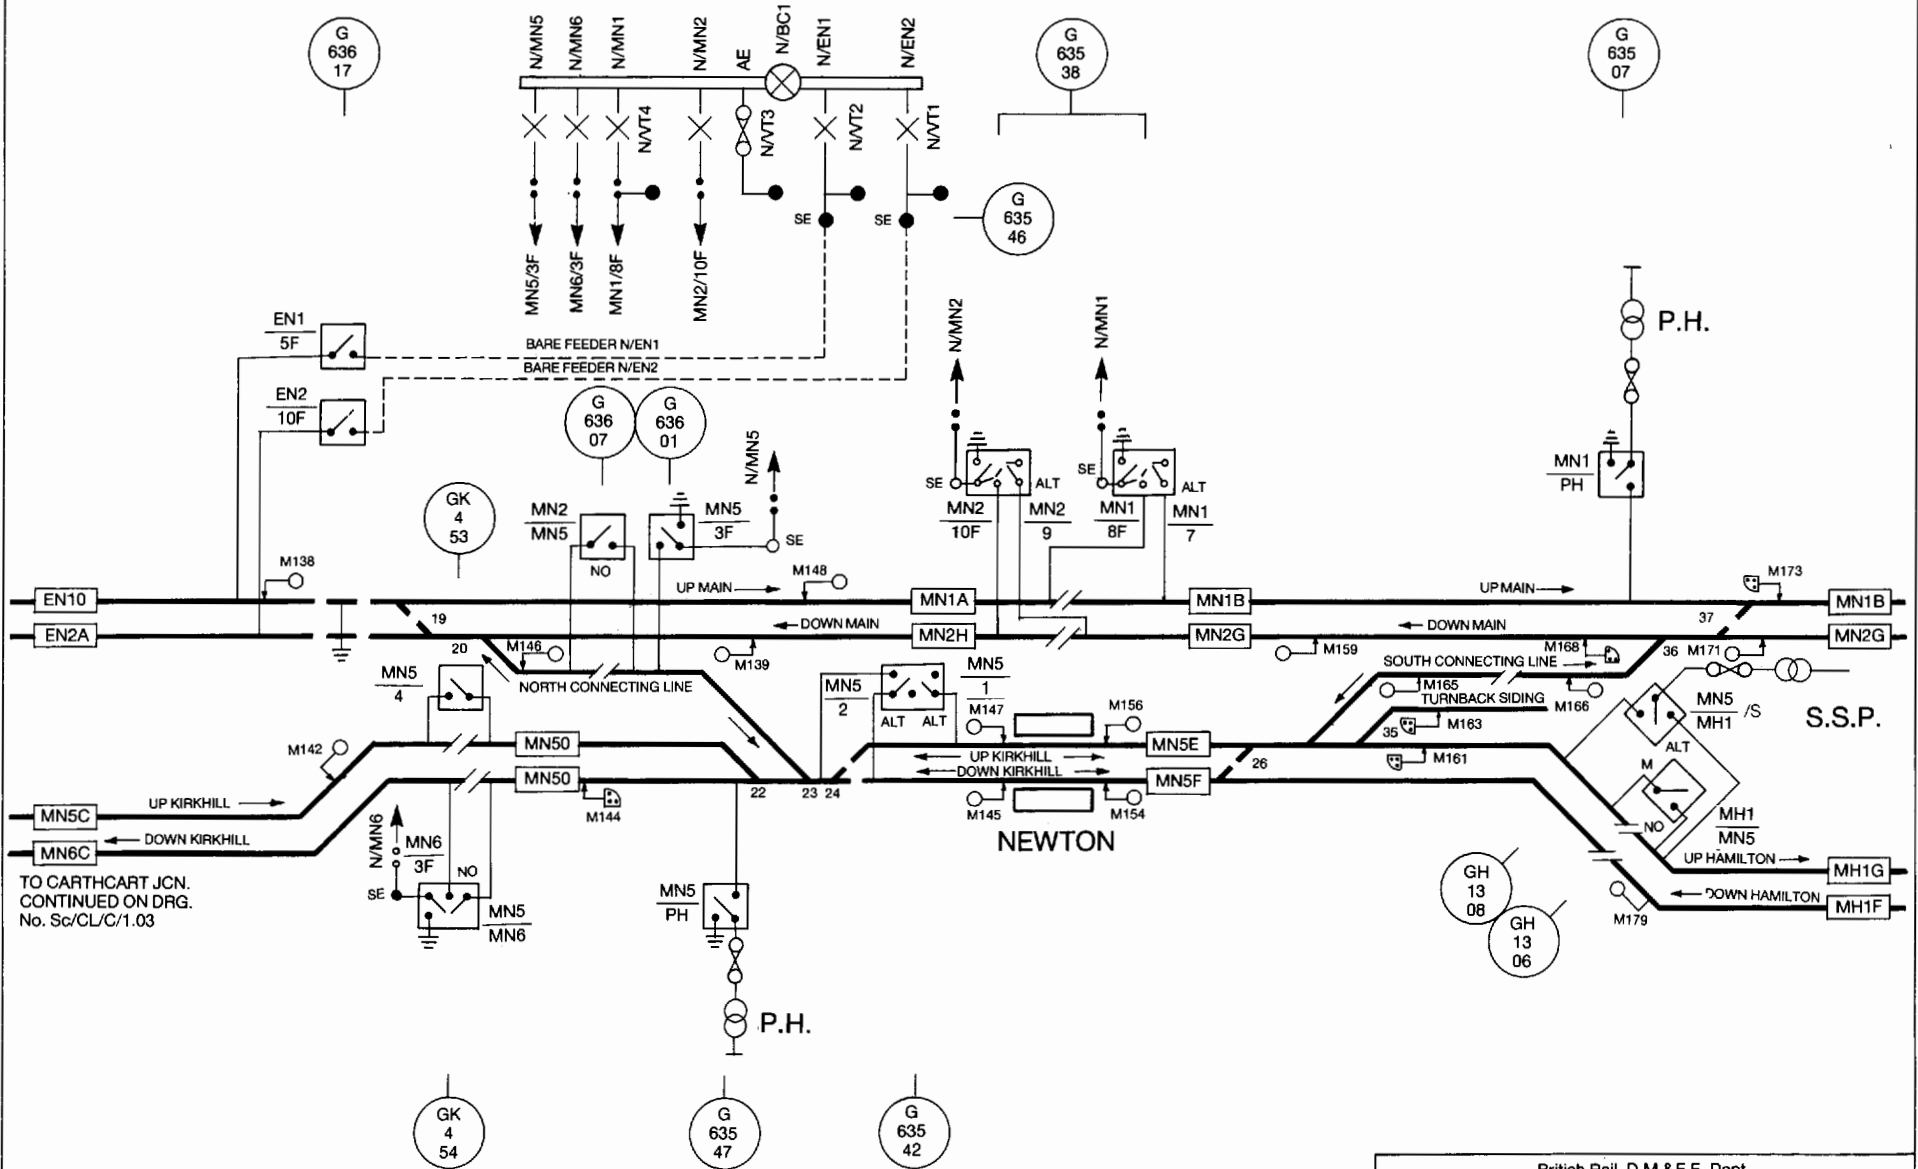 G
636
17
N/MN5
N/MN6
N/MN1
N/MN2
AE
N/BC1
N/EN1
N/EN2
G
635
38
G
635
07
N/VT4
N/VT3
N/VT2
N/VT1
SE
SE
G
635
46
MN5/3F
MN6/3F
MN1/8F
MN2/10F
EN1
5F
BARE FEEDER N/EN1
BARE FEEDER N/EN2
EN2
10F
G
636
07
G
636
01
N/MN5
N/MN2
N/MN1
P.H.
GK
4
53
MN2
MN5
NO
MN5
3F
SE
SE
ALT
MN2
10F
MN2
9
SE
ALT
MN1
8F
MN1
7
MN1
PH
M138
M148
M173
EN10
UP MAIN
MN1A
MN1B
UP MAIN
MN1B
EN2A
19
DOWN MAIN
MN2H
MN2G
DOWN MAIN
37
MN2G
20
M146
M139
M159
M168
36
M171
MN5
4
NORTH CONNECTING LINE
MN5
2
MN5
1
ALT
ALT
SOUTH CONNECTING LINE
M165
TURNBACK SIDING
M166
MN5
MH1
/S
S.S.P.
M147
M156
35
M163
ALT
M142
MN50
UP KIRKHILL
MN5E
M161
MN50
DOWN KIRKHILL
MN5F
26
M
UP KIRKHILL
MN5C
M144
22
23
24
M145
M154
NO
MH1
MN5
DOWN KIRKHILL
MN6C
N/MN6
MN6
3F
NO
SE
MN5
MN6
MN5
PH
NEWTON
UP HAMILTON
MH1G
DOWN HAMILTON
MH1F
M179
TO CARTHCART JCN.
CONTINUED ON DRG.
No. Sc/CL/C/1.03
GH
13
08
GH
13
06
P.H.
GK
4
54
G
635
47
G
635
42
British Rail D.M.& E.E. Dept